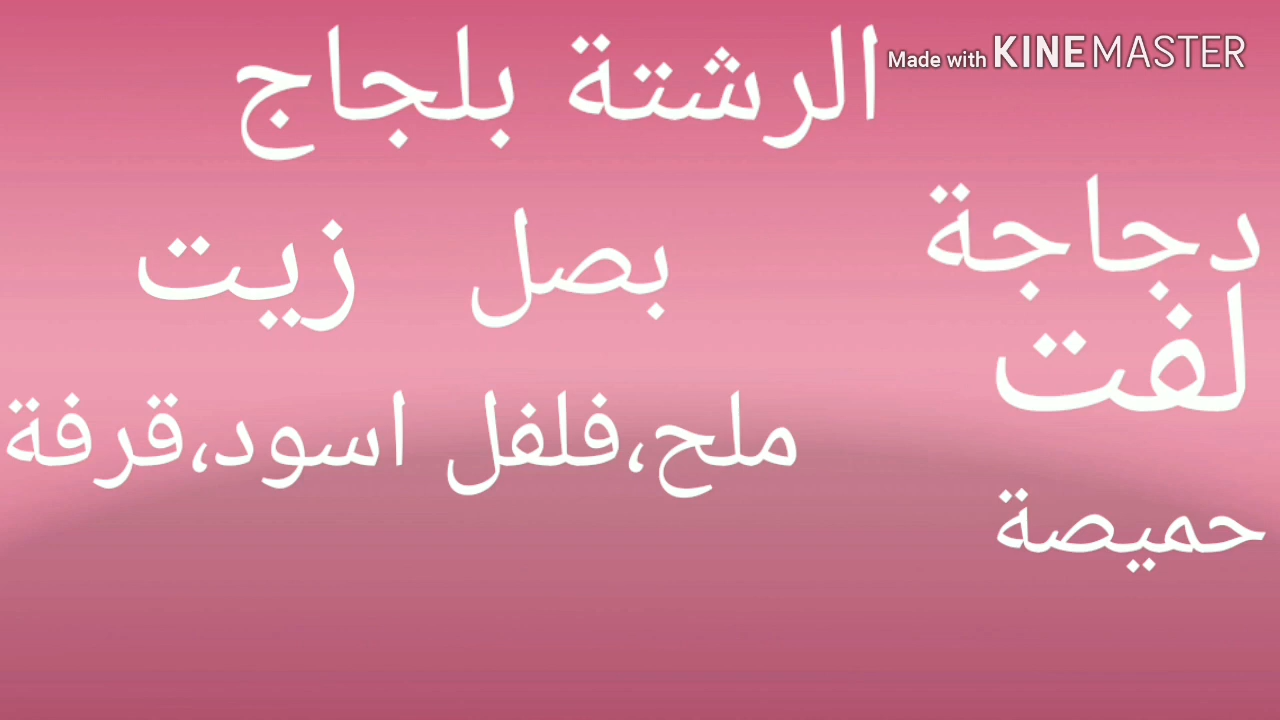 Made with KINEMASTER
الرشتة بلجاج
دجاجة
بصل زيت
لفت
ملح،فلفل اسود،قرفة
حميصة